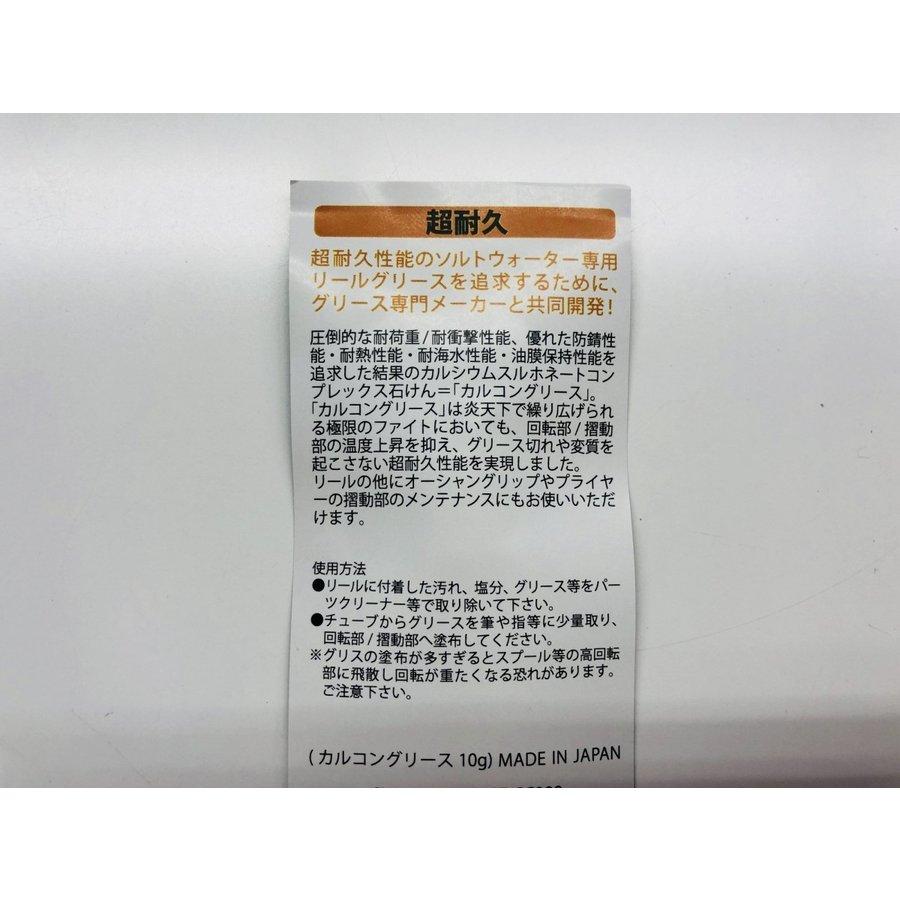 超耐久
超耐久性能のソルトウォーター専用
リールグリースを追求するために、
グリース専門メーカーと共同開発!
圧倒的な耐荷重/耐衝撃性能、優れた防錆性
能・耐熱性能・耐海水性能・油膜保持性能を
追求した結果のカルシウムスルホネートコン
プレックス石けん=「カルコングリース」。
「カルコングリース」は炎天下で繰り広げられ
る極限のファイトにおいても、回転部/摺動
部の温度上昇を抑え、グリース切れや変質を
起こさない超耐久性能を実現しました。
リールの他にオーシャングリップやプライヤ
ーの摺動部のメンテナンスにもお使いいただ
けます。
使用方法
●リールに付着した汚れ、塩分、グリース等をパー
ツクリーナー等で取り除いて下さい。
●チューブからグリースを筆や指等に少量取り、
回転部/摺動部へ塗布してください。
※グリスの塗布が多すぎるとスプール等の高回転
部に飛散し回転が重たくなる恐れがあります。
ご注意下さい。
(カルコングリース10g) MADE IN JAPAN